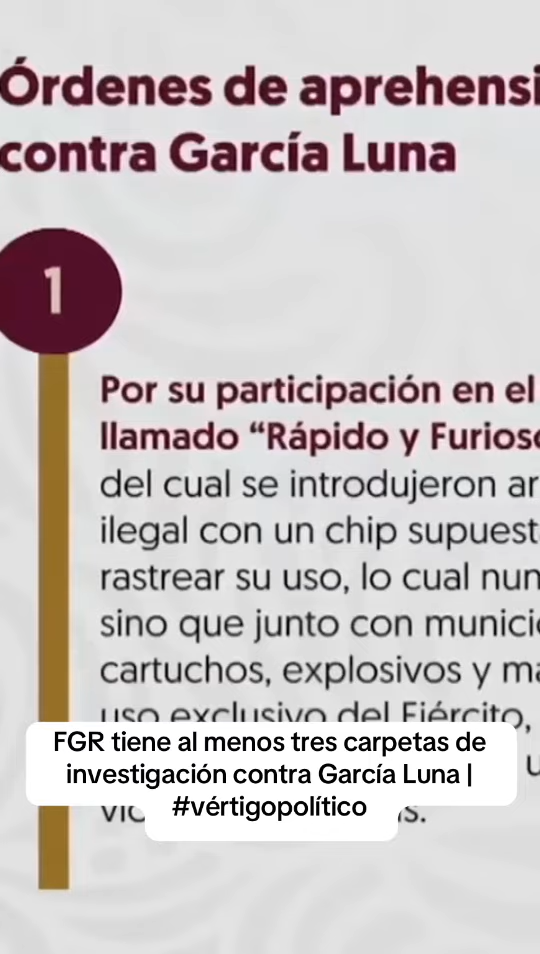 Órdenes de aprehensi
contra García Luna
1
Por su participación en el
llamado “Rápido y Furioso
del cual se introdujeron ar
ilegal con un chip supuest
rastrear su uso, lo cual nun
sino que junto con munici
cartuchos, explosivos y ma
uso exclusivo del Ejército,
FGR tiene al menos tres carpetas de
investigación contra García Luna |
#vértigopolítico